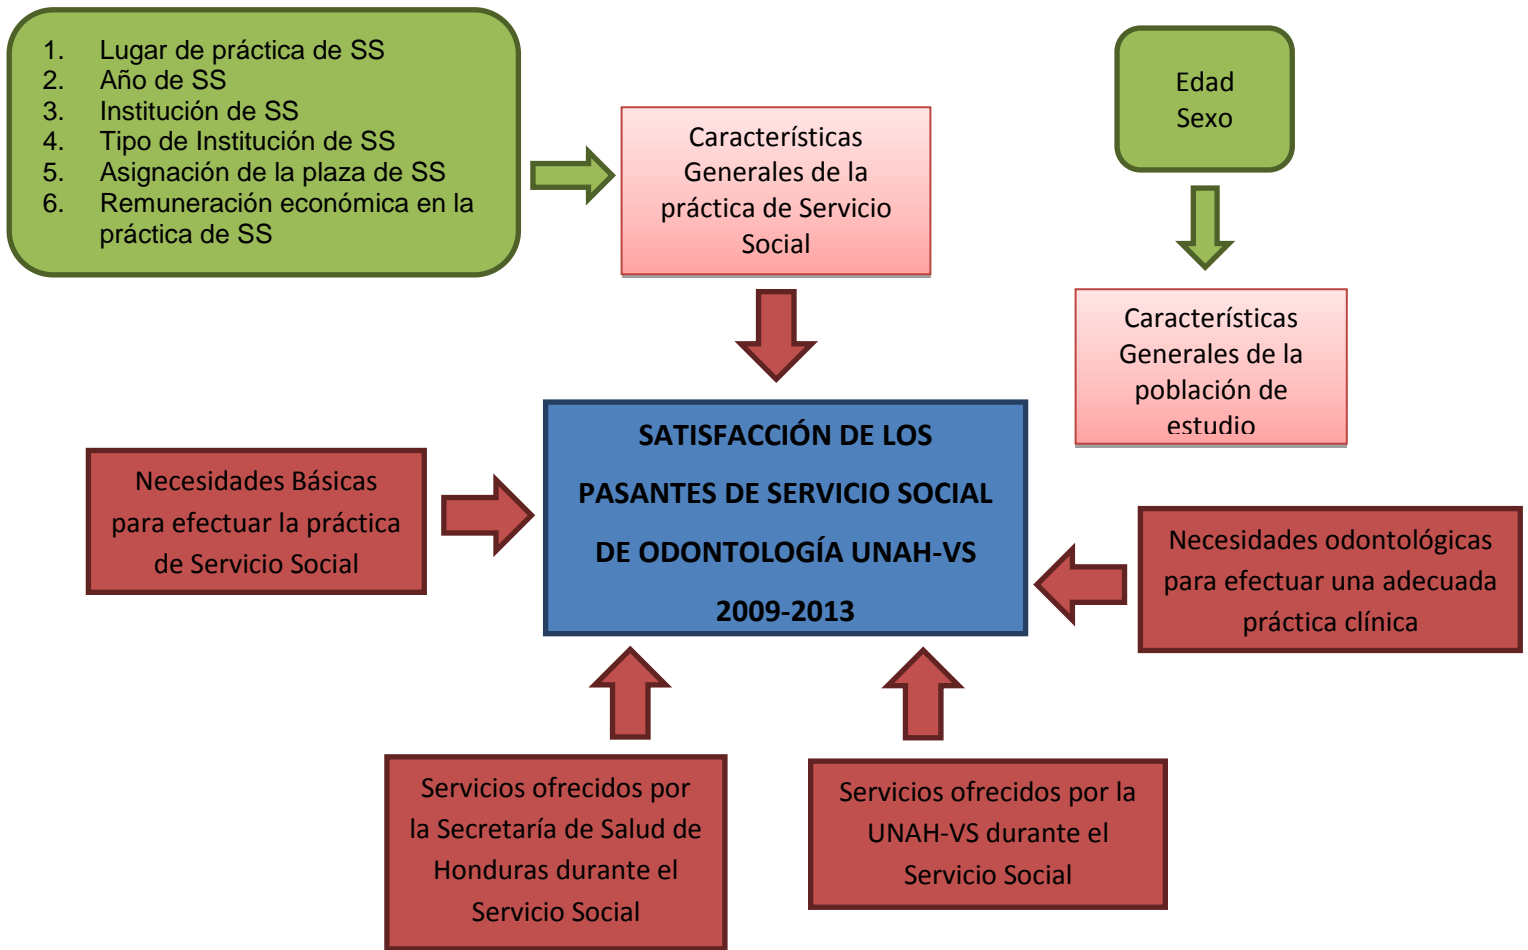 1. Lugar de práctica de SS
2. Año de SS
3. Institución de SS
4. Tipo de Institución de SS
5. Asignación de la plaza de SS
6. Remuneración económica en la
práctica de SS
Edad
Sexo
Característícas
Generales de la
práctica de Servicio
Social
Característícas
Generales de la
población de
estudio
SATISFACCIÓN DE LOS
PASANTES DE SERVICIO SOCIAL
DE ODONTOLOGÍA UNAH-VS
2009-2013
Necesidades Básicas
para efectuar la práctica
de Servicio Social
Necesidades odontológicas
para efectuar una adecuada
práctica clínica
Servicios ofrecidos por
la Secretaría de Salud de
Honduras durante el
Servicio Social
Servicios ofrecidos por la
UNAH-VS durante el
Servicio Social